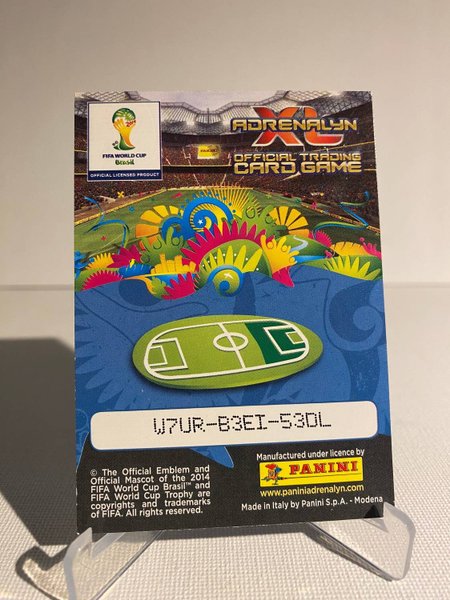 FIFA WORLD CUP
Brasil
OFFICIAL LICENSED PRODUCT
ADRENALYN
XL
OFFICIAL TRADING
CARD GAME
PANINI
W7UR-B3EI-53DL
© The Official Emblem and
Official Mascot of the 2014
FIFA World Cup Brasil™ and
FIFA World Cup Trophy are
copyrights and trademarks
of FIFA. All rights reserved.
Manufactured under licence by
PANINI
www.paniniadrenalyn.com
Made in Italy by Panini S.p.A. - Modena